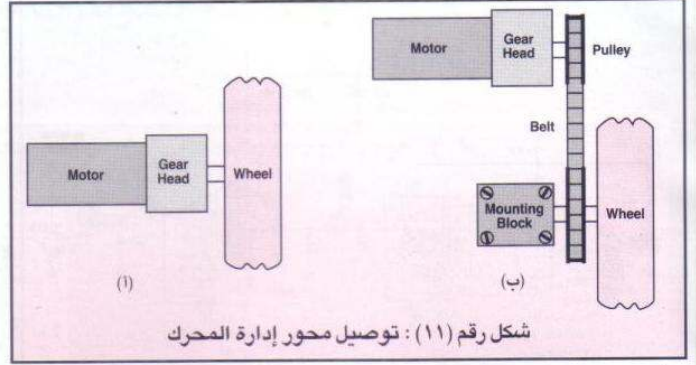 Motor
Gear
Head
Wheel
(١)
Motor
Gear
Head
Pulley
Belt
Mounting
Block
Wheel
(ب)
شكل رقم (١١) : توصيل محور إدارة المحرك